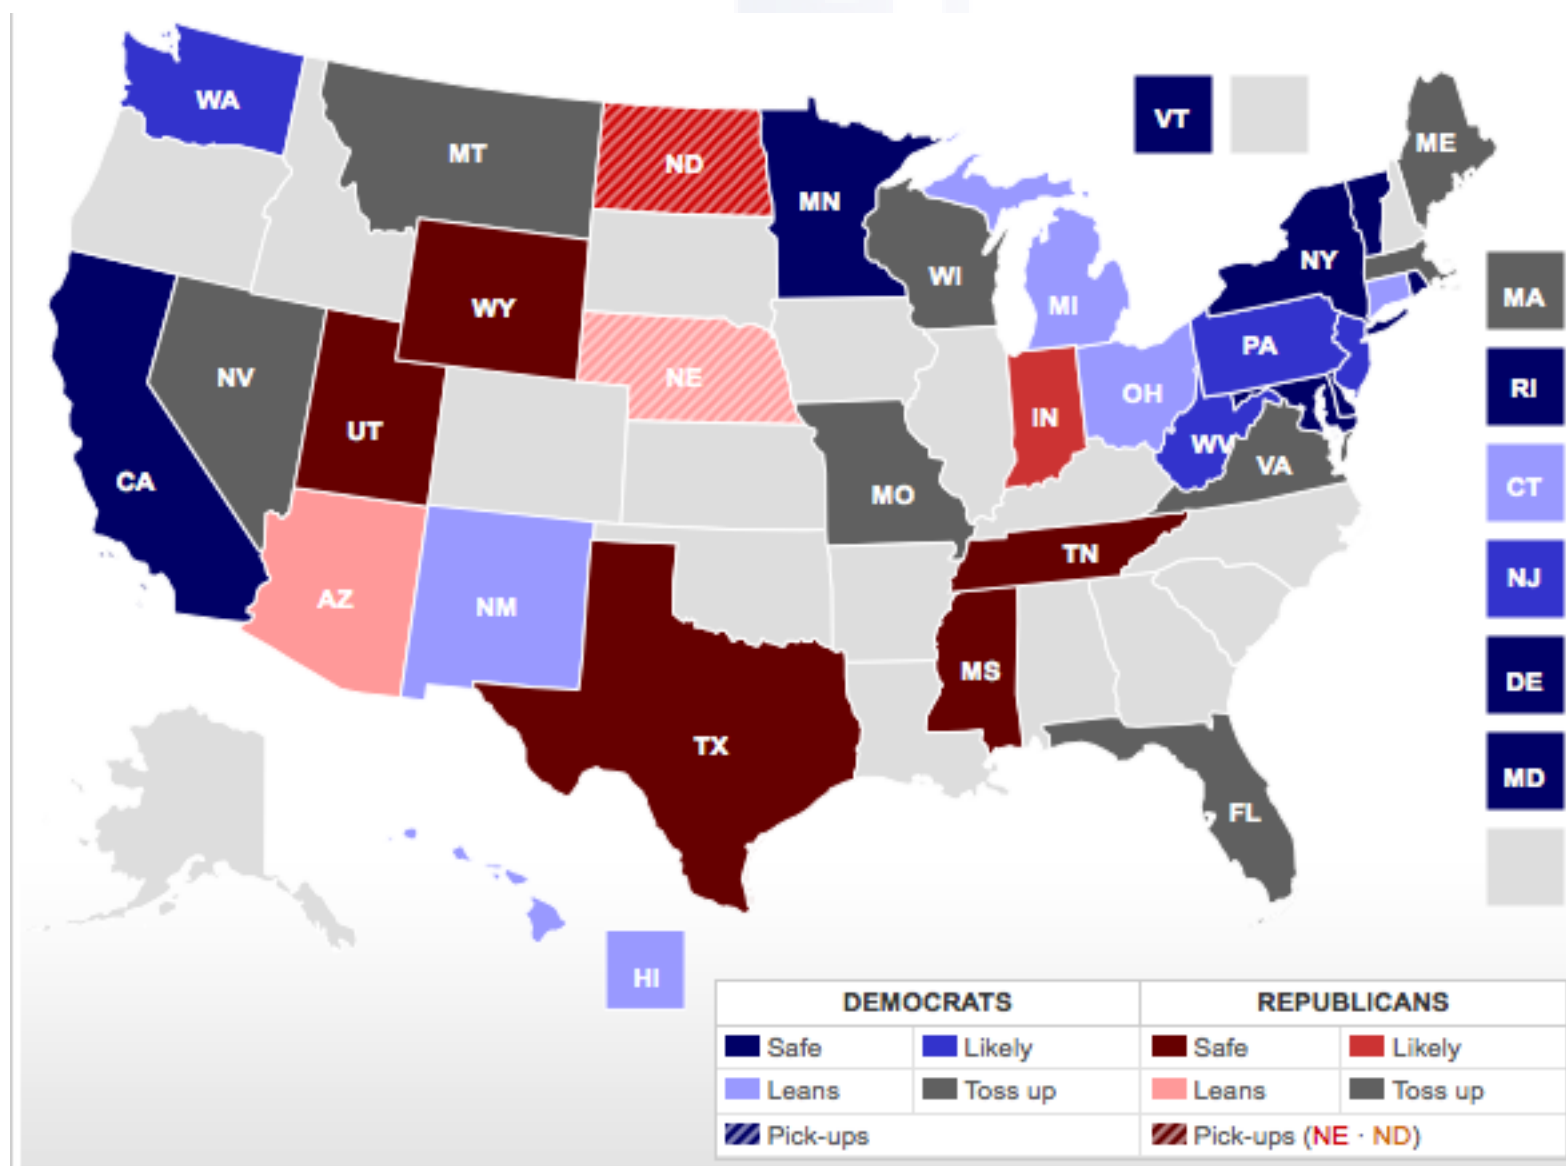 WA
MT
ND
MN
VT
ME
WI
NY
MI
WY
MA
NV
NE
PA
OH
RI
UT
IN
WV
VA
CT
CA
MO
TN
NJ
AZ
NM
MS
DE
TX
MD
FL
HI
DEMOCRATS REPUBLICANS
Safe Likely Safe Likely
Leans Toss up Leans Toss up
Pick-ups Pick-ups (NE · ND)